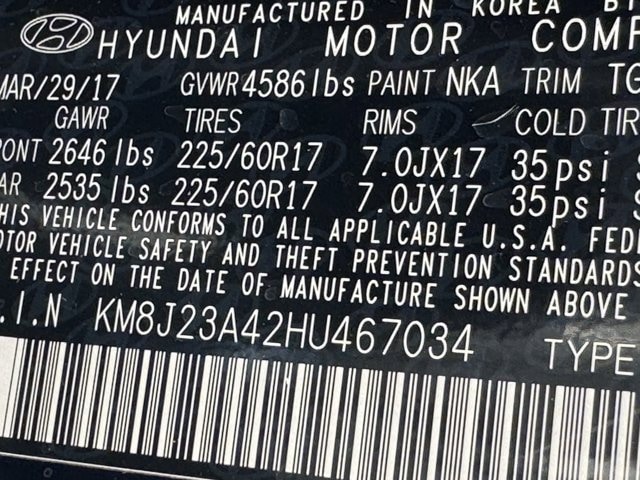 MANUFACTURED IN KOREA
HYUNDAI MOTOR
MAR/29/17 GVWR 4586lbs PAINT NKA TRIM
GAWR TIRES RIMS COLD
2646 lbs 225/60R17 7.0JX17 35psi
2535 lbs 225/60R17 7.0JX17 35psi
VEHICLE CONFORMS TO ALL APPLICABLE U.S.A.
VEHICLE SAFETY AND THEFT PREVENTION STANDARDS
EFFECT ON THE DATE OF MANUFACTURE SHOWN ABOVE
.I.N KM8J23A42HU467034 TYPE